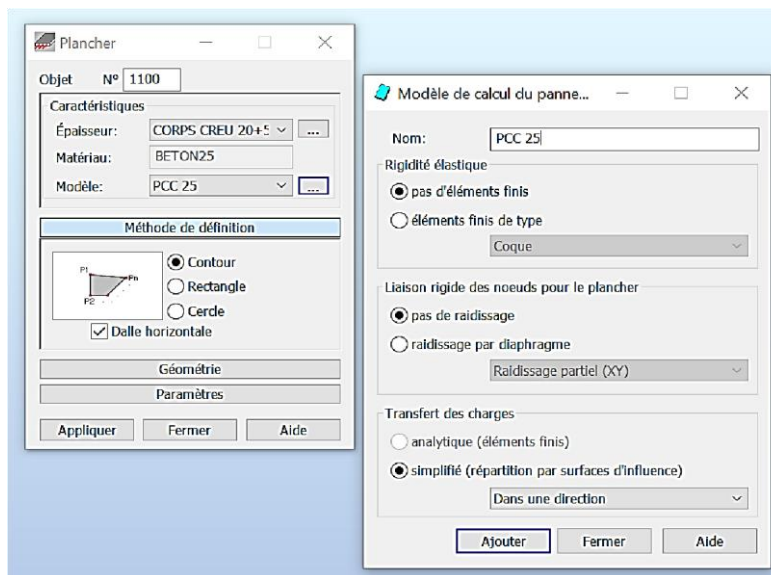 Plancher
Objet N° 1100
Caractéristiques
Épaisseur: CORPS CREU 20+5 ...
Matériau: BETON25
Modèle: PCC 25 ...
Méthode de définition
P1 Pn
P2
Contour
Rectangle
Cercle
Dalle horizontale
Géométrie
Paramètres
Appliquer Fermer Aide
Modèle de calcul du panne...
Nom: PCC 25
Rigidité élastique
pas d'éléments finis
éléments finis de type
Coque
Liaison rigide des noeuds pour le plancher
pas de raidissage
raidissage par diaphragme
Raidissage partiel (XY)
Transfert des charges
analytique (éléments finis)
simplifié (répartition par surfaces d'influence)
Dans une direction
Ajouter Fermer Aide